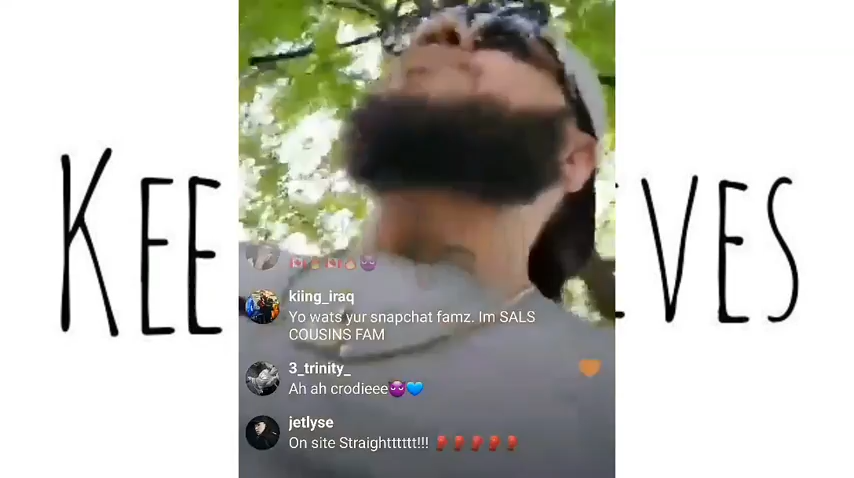 KEE
VES
kiing_iraq
Yo wats yur snapchat famz. Im SALS
COUSINS FAM
3_trinity_
Ah ah crodieee😈💙
jetlyse
On site Straightttttt!!! 🎈🎈🎈🎈🎈